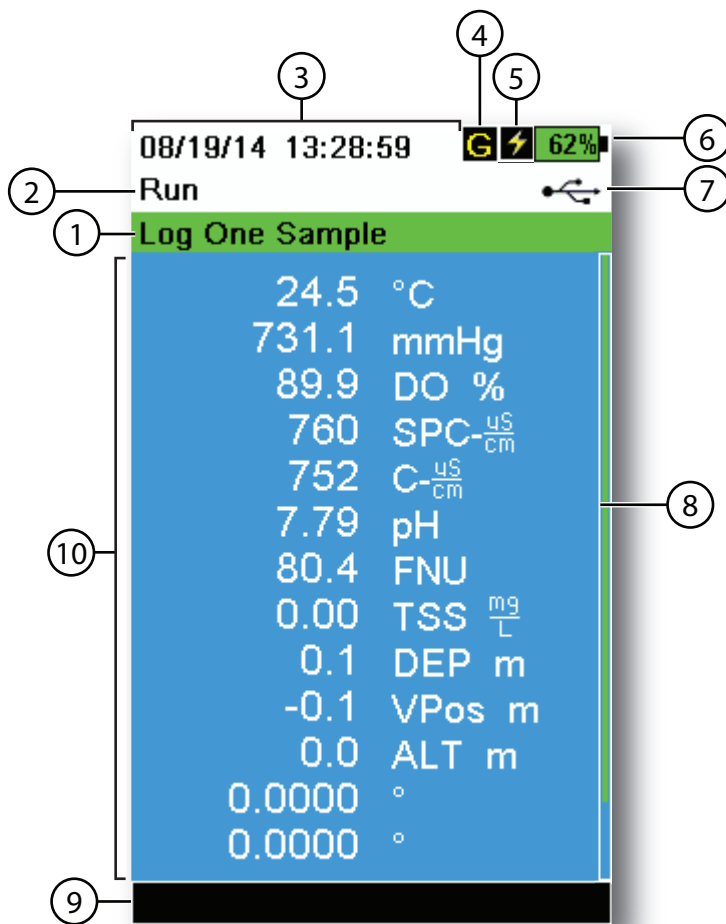 4
3
5
08/19/14 13:28:59 G 62% 6
2 Run 7
1 Log One Sample
24.5 °C
731.1 mmHg
89.9 DO %
760 SPC-uS/cm
752 C-uS/cm
7.79 pH
80.4 FNU
0.00 TSS mg/L
0.1 DEP m
-0.1 VPos m
0.0 ALT m
0.0000 °
0.0000 °
8
10
9